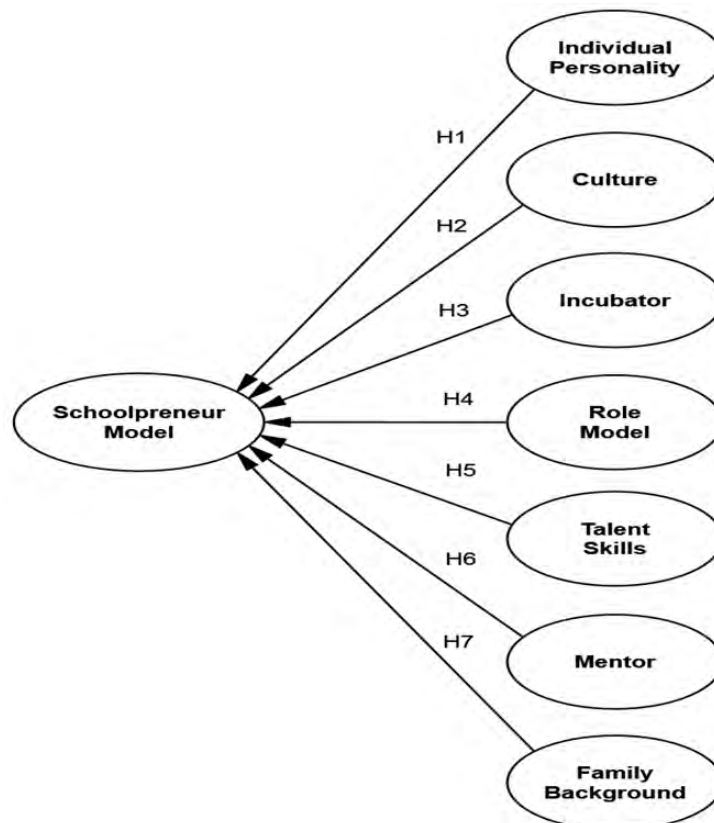 Individual
Personality
H1
Culture
H2
Incubator
H3
Schoolpreneur
Model
H4
Role
Model
H5
Talent
Skills
H6
Mentor
H7
Family
Background